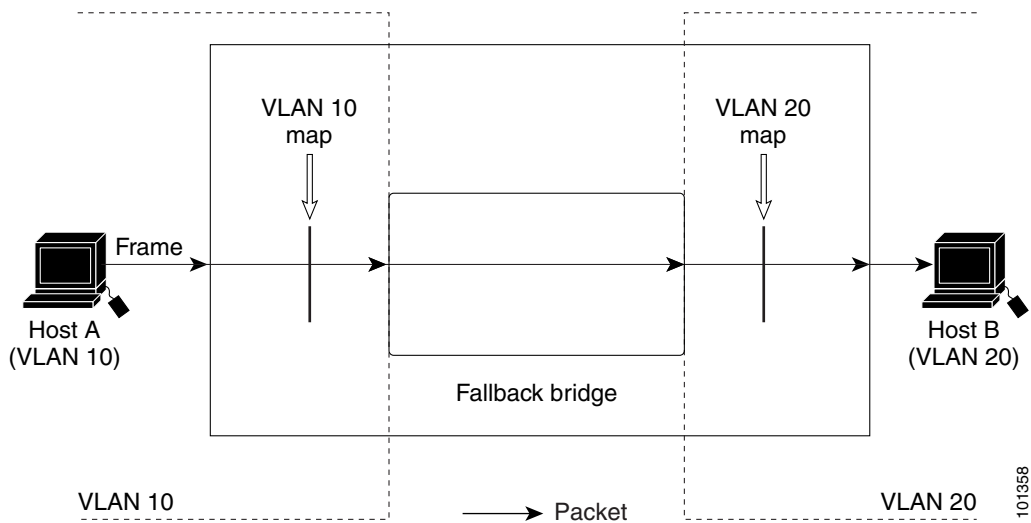 VLAN 10
map
VLAN 20
map
Frame
Host A
(VLAN 10)
Host B
(VLAN 20)
Fallback bridge
VLAN 10
Packet
VLAN 20
101358